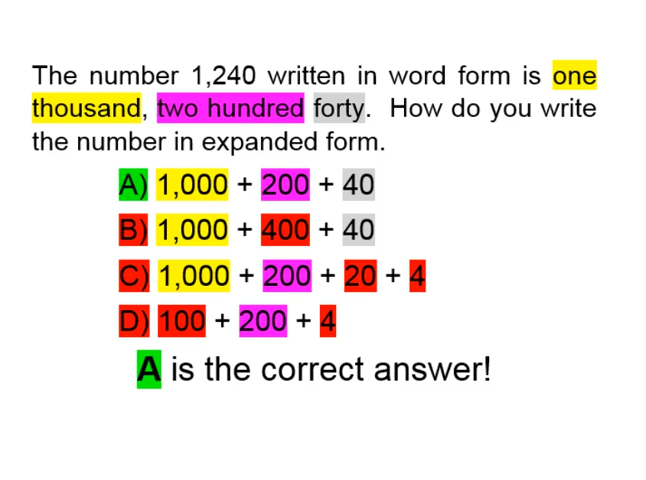 The number 1,240 written in word form is one
thousand, two hundred forty. How do you write
the number in expanded form.
A) 1,000 + 200 + 40
B) 1,000 + 400 + 40
C) 1,000 + 200 + 20 + 4
D) 100 + 200 + 4
A is the correct answer!